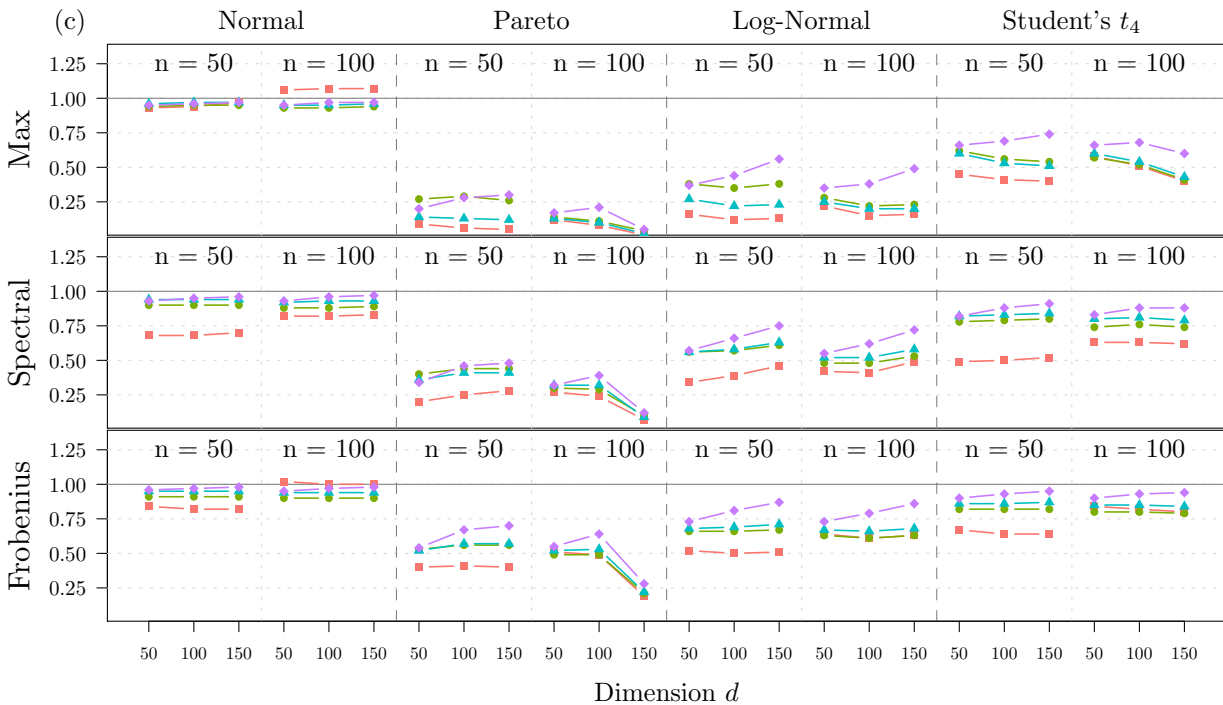 (c)
Normal Pareto Log-Normal Student's t₄
Max
1.25
1.00
0.75
0.50
0.25
n = 50 n = 100 n = 50 n = 100 n = 50 n = 100 n = 50 n = 100
Spectral
1.25
1.00
0.75
0.50
0.25
n = 50 n = 100 n = 50 n = 100 n = 50 n = 100 n = 50 n = 100
Frobenius
1.25
1.00
0.75
0.50
0.25
n = 50 n = 100 n = 50 n = 100 n = 50 n = 100 n = 50 n = 100
50 100 150 50 100 150 50 100 150 50 100 150 50 100 150 50 100 150 50 100 150 50 100 150
Dimension d